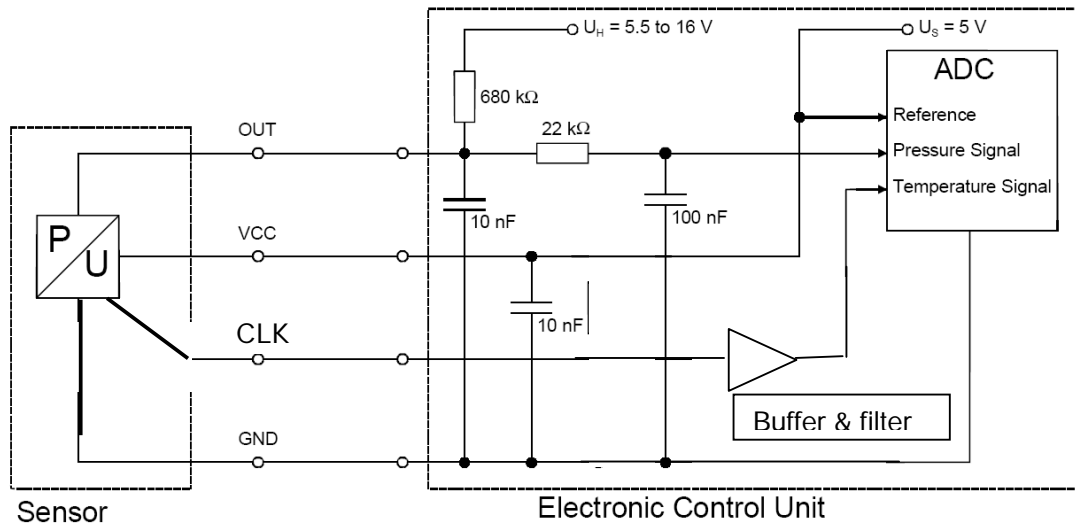 U_H = 5.5 to 16 V
U_S = 5 V
ADC
680 kΩ
Reference
OUT
22 kΩ
Pressure Signal
Temperature Signal
10 nF
100 nF
P
U
VCC
10 nF
CLK
Buffer & filter
GND
Sensor
Electronic Control Unit